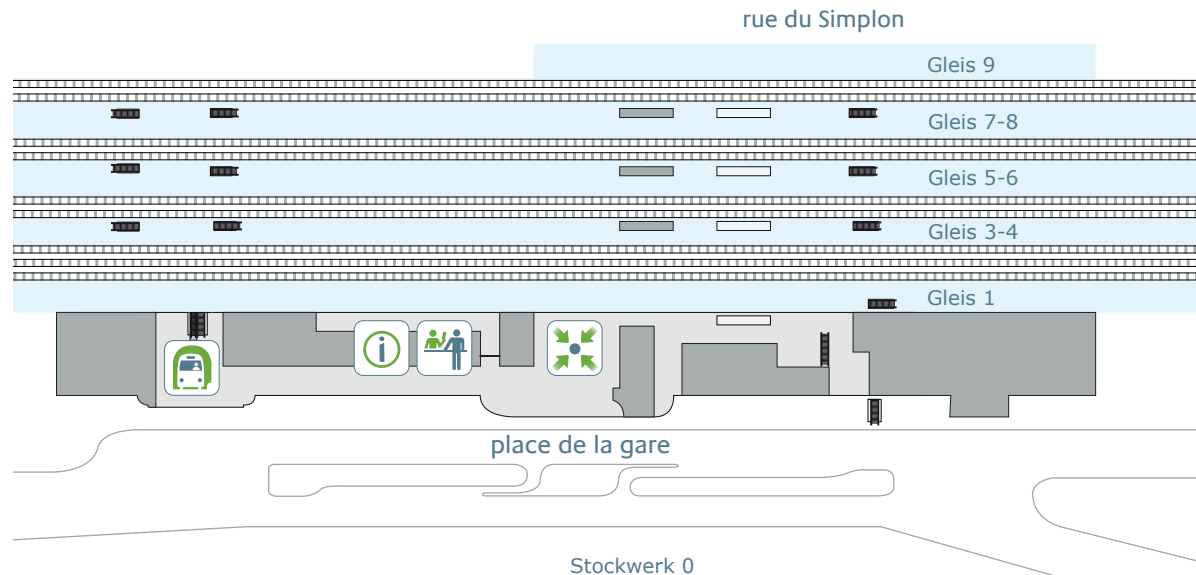 rue du Simplon
Gleis 9
Gleis 7-8
Gleis 5-6
Gleis 3-4
Gleis 1
i
place de la gare
Stockwerk 0